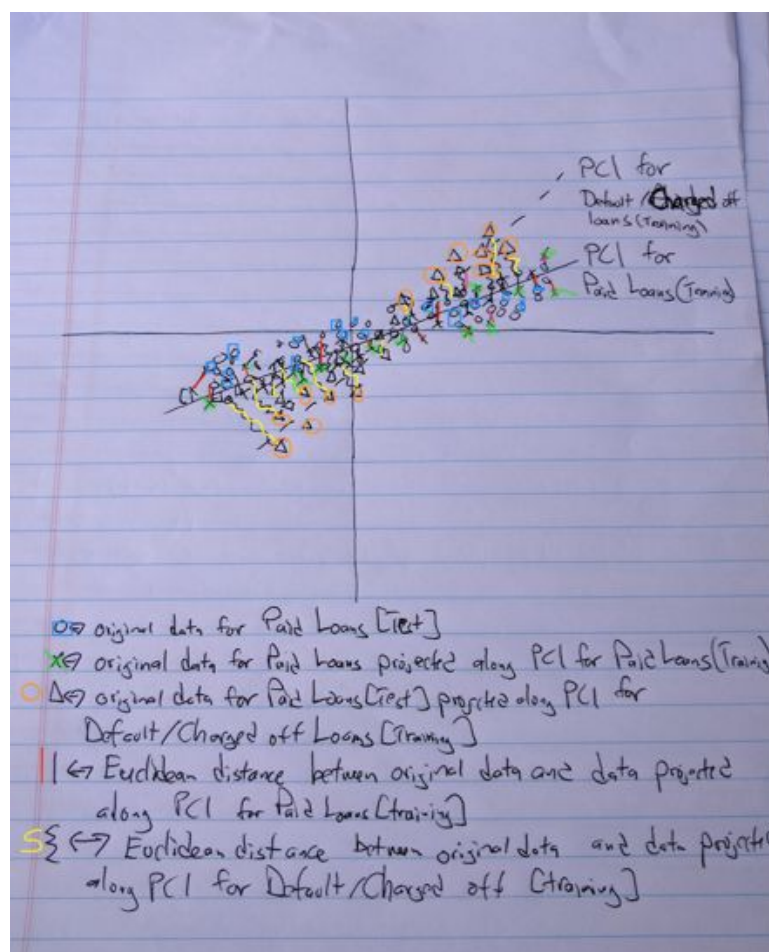 PC1 for
Default/Charged off
loans (Training)
PC1 for
Paid Loans (Training)
O ↔ original data for Paid Loans [Test]
X ↔ original data for Paid Loans projected along PC1 for Paid Loans (Training)
O Δ ↔ original data for Paid Loans [Test] projected along PC1 for
Default/Charged off Loans [Training]
| ↔ Euclidean distance between original data and data projected
along PC1 for Paid Loans [training]
S { ↔ Euclidean distance between original data and data projected
along PC1 for Default/Charged off [training]